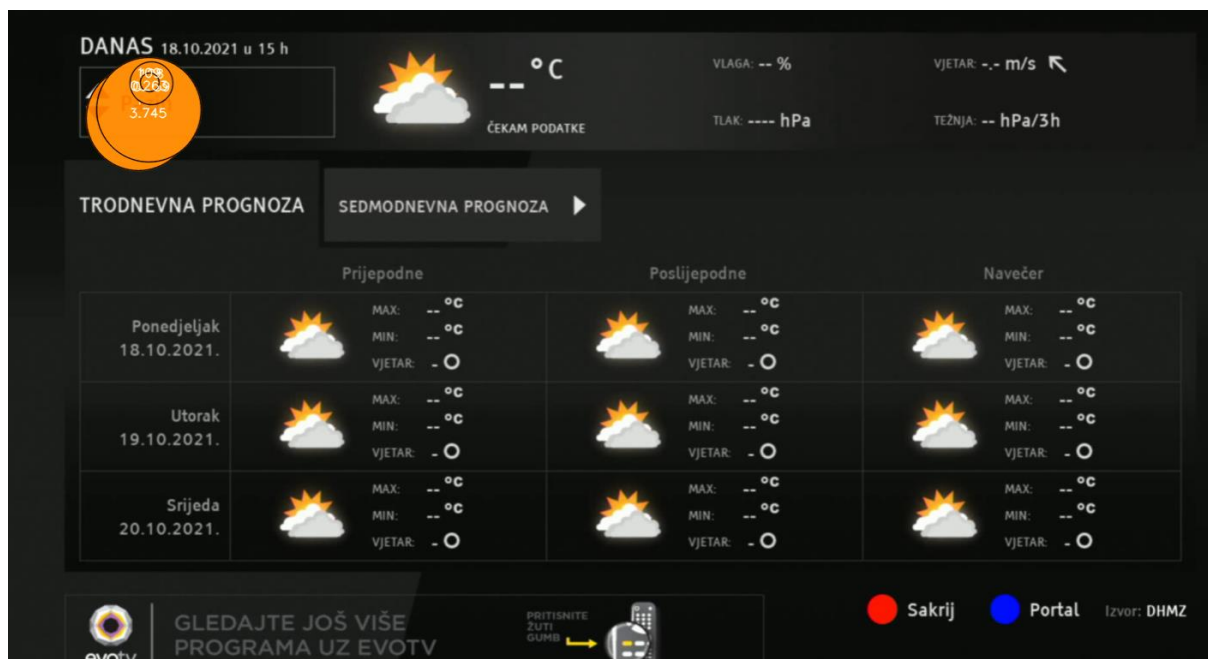 DANAS 18.10.2021 u 15 h
3.745
-- °C
ČEKAM PODATKE
VLAGA: -- %
VJETAR: -.- m/s
TLAK: ---- hPa
TEŽNJA: -- hPa/3h
TRODNEVNA PROGNOZA
SEDMODNEVNA PROGNOZA
Prijepodne Poslijepodne Navečer
Ponedjeljak
18.10.2021.
MAX: -- °C MAX: -- °C MAX: -- °C
MIN: -- °C MIN: -- °C MIN: -- °C
VJETAR: - VJETAR: - VJETAR: -
Utorak
19.10.2021.
MAX: -- °C MAX: -- °C MAX: -- °C
MIN: -- °C MIN: -- °C MIN: -- °C
VJETAR: - VJETAR: - VJETAR: -
Srijeda
20.10.2021.
MAX: -- °C MAX: -- °C MAX: -- °C
MIN: -- °C MIN: -- °C MIN: -- °C
VJETAR: - VJETAR: - VJETAR: -
evotv
GLEDAJTE JOŠ VIŠE
PROGRAMA UZ EVOTV
PRITISNITE
ŽUTI
GUMB
Sakrij
Portal
Izvor: DHMZ